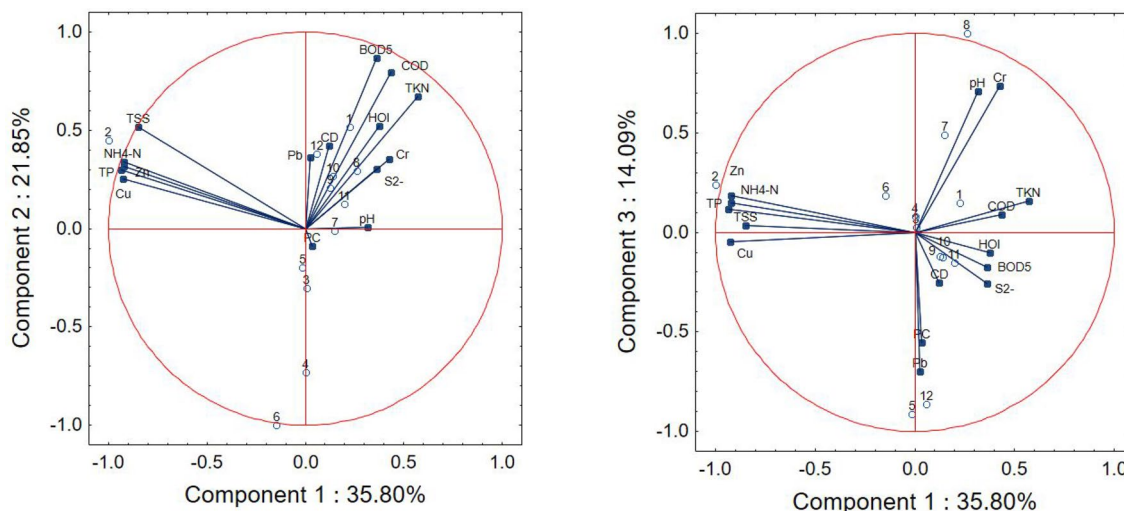 1.0
BOD5
COD
TKN
TSS
2
HOI
1
12
CD
0.5
NH4-N
TP
Zn
Cu
Pb
10
9
8
Cr
S2-
11
0.0
7
pH
PC
5
3
-0.5
4
6
-1.0
-1.0
-0.5
0.0
0.5
1.0
Component 1 : 35.80%
Component 2 : 21.85%
8
1.0
pH
Cr
7
0.5
2
Zn
NH4-N
TP
TSS
Cu
6
4
3
1
TKN
COD
0.0
10
9
11
HOI
BOD5
CD
S2-
-0.5
PC
Pb
5
12
-1.0
-1.0
-0.5
0.0
0.5
1.0
Component 1 : 35.80%
Component 3 : 14.09%